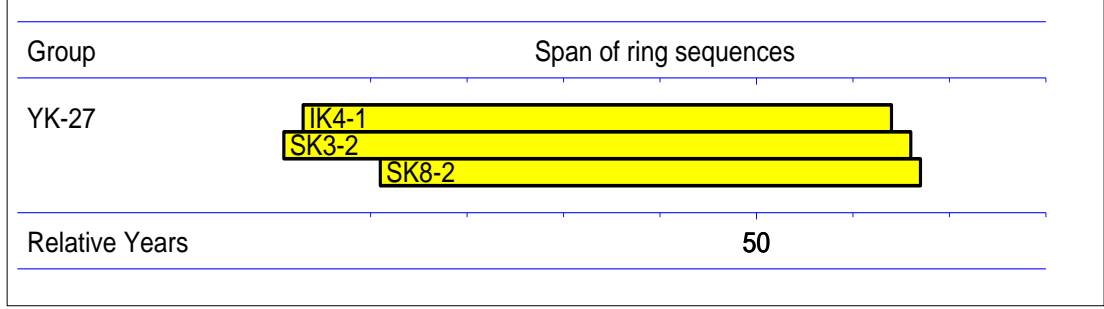 Group Span of ring sequences
YK-27
IK4-1
SK3-2
SK8-2
Relative Years 50